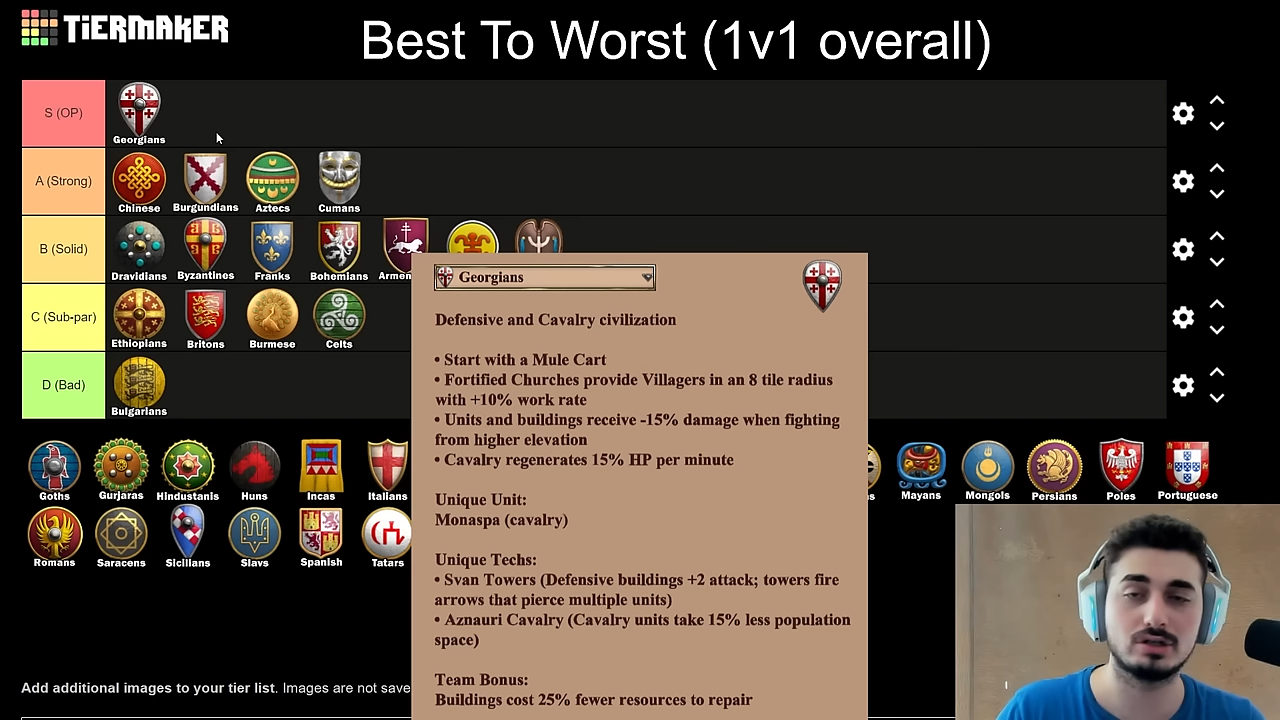 TIERMAKER
Best To Worst (1v1 overall)
S (OP)
Georgians
A (Strong)
Chinese
Burgundians
Aztecs
Cumans
B (Solid)
Dravidians
Byzantines
Franks
Bohemians
Armen
C (Sub-par)
Ethiopians
Britons
Burmese
Celts
D (Bad)
Bulgarians
Georgians
Defensive and Cavalry civilization
• Start with a Mule Cart
• Fortified Churches provide Villagers in an 8 tile radius
with +10% work rate
• Units and buildings receive -15% damage when fighting
from higher elevation
• Cavalry regenerates 15% HP per minute
Unique Unit:
Monaspa (cavalry)
Unique Techs:
• Svan Towers (Defensive buildings +2 attack; towers fire
arrows that pierce multiple units)
• Aznauri Cavalry (Cavalry units take 15% less population
space)
Team Bonus:
Buildings cost 25% fewer resources to repair
Goths
Gurjaras
Hindustanis
Huns
Incas
Italians
s
Mayans
Mongols
Persians
Poles
Portuguese
Romans
Saracens
Sicilians
Slavs
Spanish
Tatars
Add additional images to your tier list. Images are not save